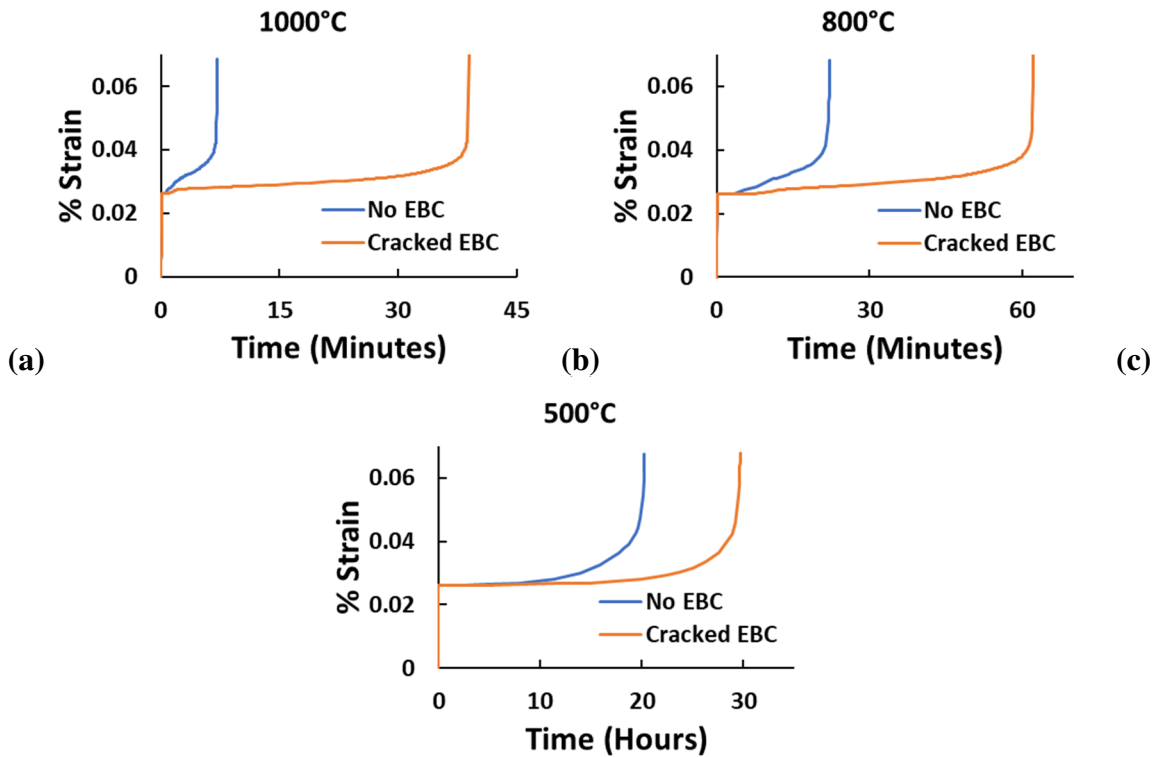 1000°C
% Strain
0.06
0.04
0.02
0
No EBC
Cracked EBC
0
15
30
45
Time (Minutes)
(a)
800°C
% Strain
0.06
0.04
0.02
0
No EBC
Cracked EBC
0
30
60
Time (Minutes)
(b)
(c)
500°C
% Strain
0.06
0.04
0.02
0
No EBC
Cracked EBC
0
10
20
30
Time (Hours)